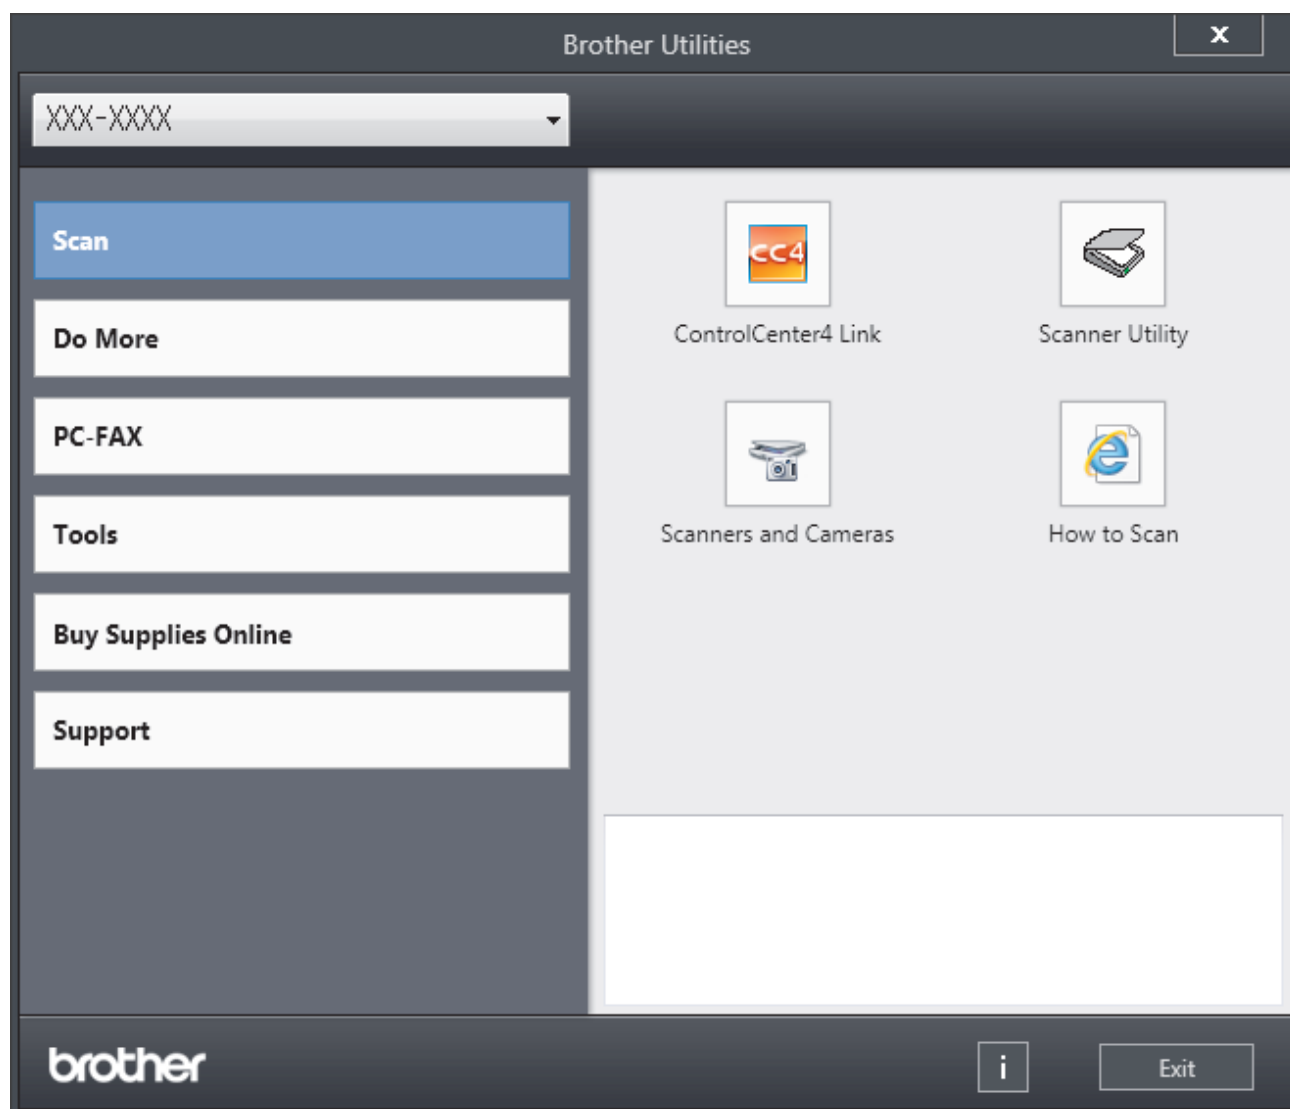 Brother Utilities
x
XXX-XXXX
Scan
Do More
PC-FAX
Tools
Buy Supplies Online
Support
CC4
ControlCenter4 Link
Scanner Utility
Scanners and Cameras
How to Scan
brother
i
Exit